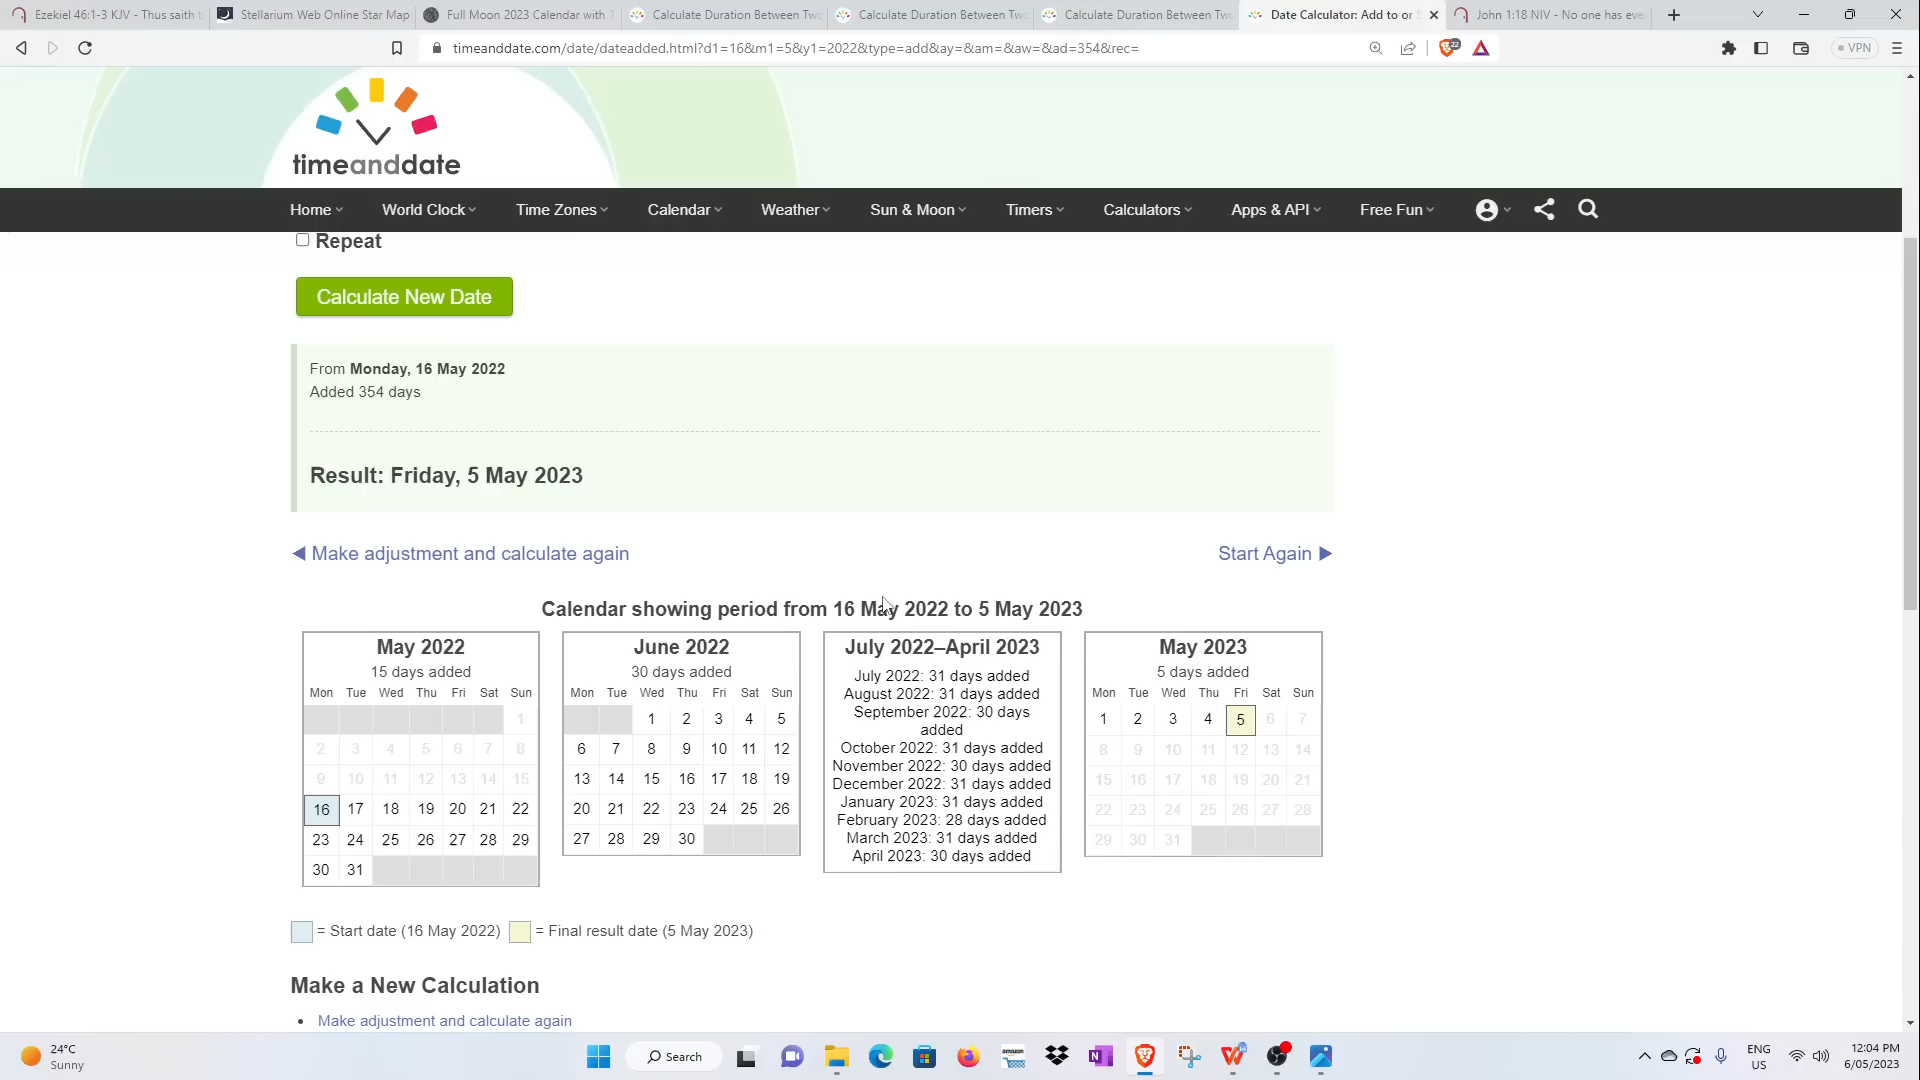 Ezekiel 46:1-3 KJV - Thus saith t
Stellarium Web Online Star Map
Full Moon 2023 Calendar with T
Calculate Duration Between Two
Calculate Duration Between Two
Calculate Duration Between Two
Date Calculator: Add to or S
John 1:18 NIV - No one has eve
timeanddate.com/date/dateadded.html?d1=16&m1=5&y1=2022&type=add&ay=&am=&aw=&ad=354&rec=
22
VPN
timeanddate
Home World Clock Time Zones Calendar Weather Sun & Moon Timers Calculators Apps & API Free Fun
Repeat
Calculate New Date
From Monday, 16 May 2022
Added 354 days
Result: Friday, 5 May 2023
Make adjustment and calculate again
Start Again
Calendar showing period from 16 May 2022 to 5 May 2023
May 2022
15 days added
Mon Tue Wed Thu Fri Sat Sun
1
2 3 4 5 6 7 8
9 10 11 12 13 14 15
16 17 18 19 20 21 22
23 24 25 26 27 28 29
30 31
June 2022
30 days added
Mon Tue Wed Thu Fri Sat Sun
1 2 3 4 5
6 7 8 9 10 11 12
13 14 15 16 17 18 19
20 21 22 23 24 25 26
27 28 29 30
July 2022–April 2023
July 2022: 31 days added
August 2022: 31 days added
September 2022: 30 days
added
October 2022: 31 days added
November 2022: 30 days added
December 2022: 31 days added
January 2023: 31 days added
February 2023: 28 days added
March 2023: 31 days added
April 2023: 30 days added
May 2023
5 days added
Mon Tue Wed Thu Fri Sat Sun
1 2 3 4 5 6 7
8 9 10 11 12 13 14
15 16 17 18 19 20 21
22 23 24 25 26 27 28
29 30 31
= Start date (16 May 2022) = Final result date (5 May 2023)
Make a New Calculation
• Make adjustment and calculate again
24°C
Sunny
Search
amazon
N
W
ENG
US
12:04 PM
6/05/2023